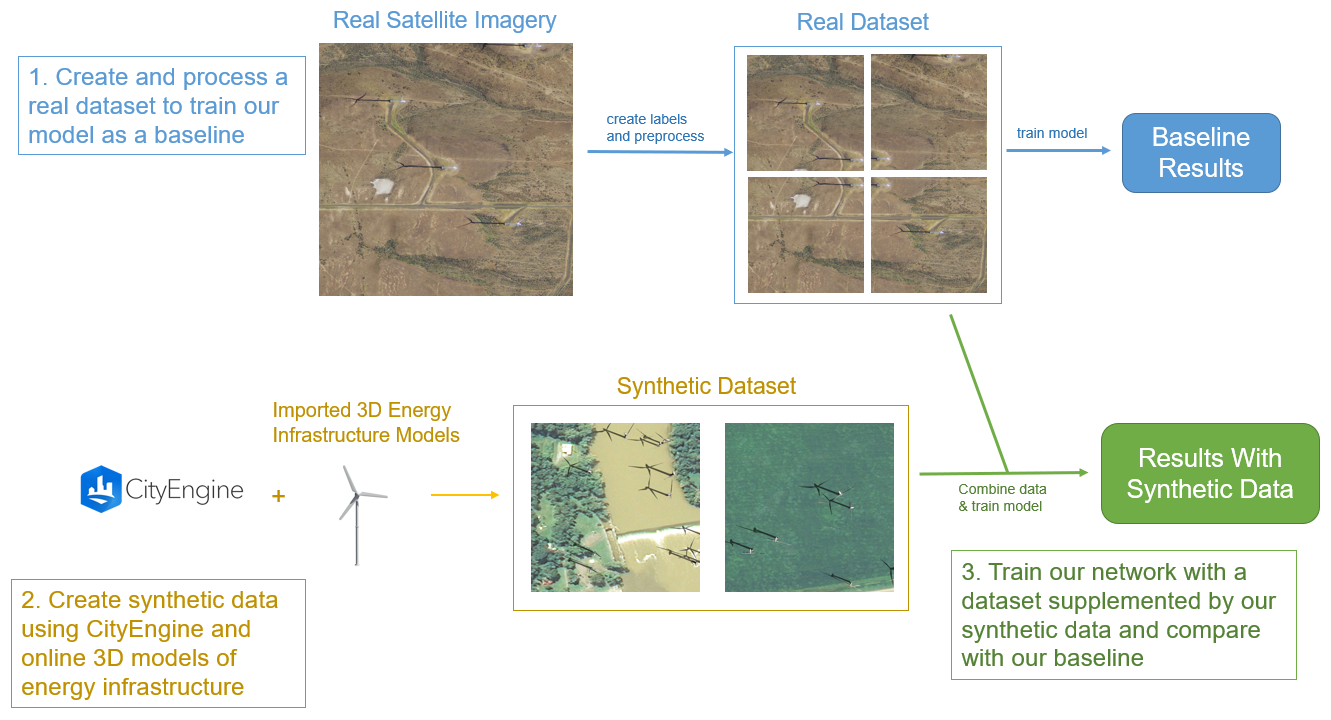 Real Satellite Imagery
Real Dataset
1. Create and process a
real dataset to train our
model as a baseline
create labels
and preprocess
train model
Baseline
Results
Synthetic Dataset
Imported 3D Energy
Infrastructure Models
CityEngine
+
Combine data
& train model
Results With
Synthetic Data
2. Create synthetic data
using CityEngine and
online 3D models of
energy infrastructure
3. Train our network with a
dataset supplemented by our
synthetic data and compare
with our baseline